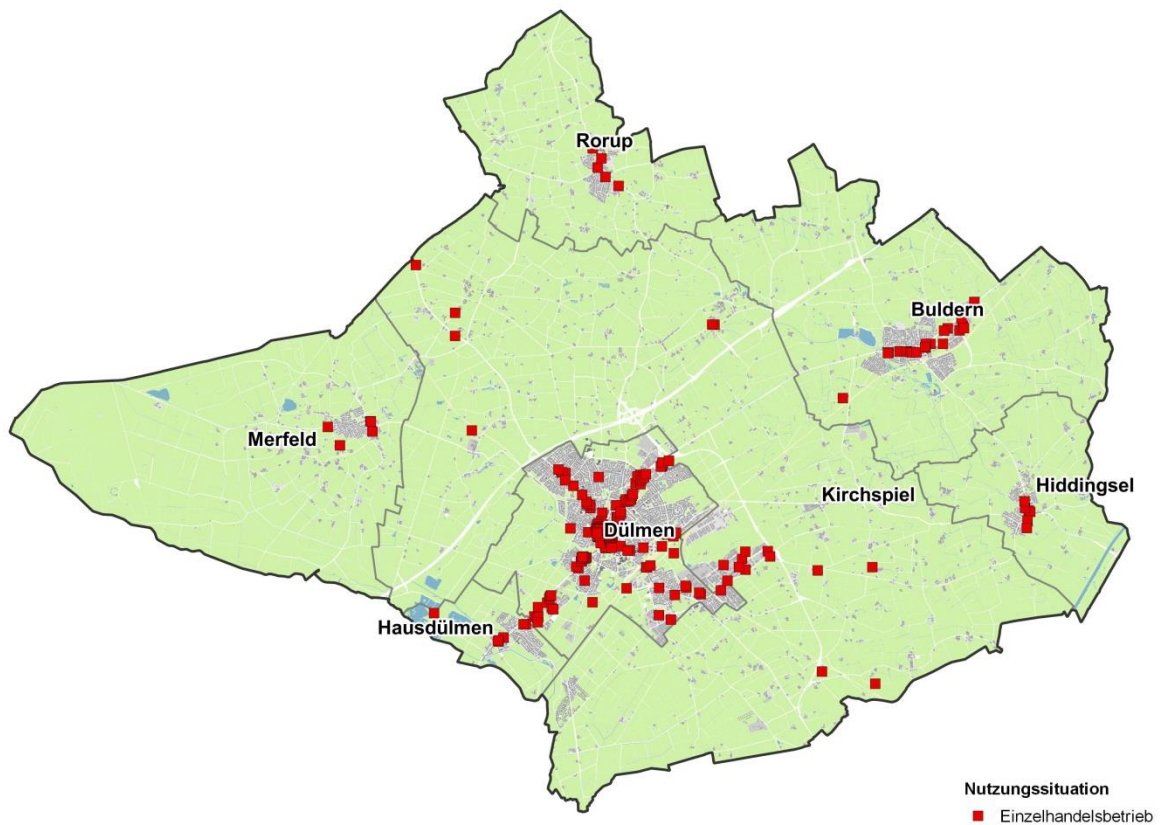 Rorup
Buldern
Merfeld
Kirchspiel
Hiddingsel
Dülmen
Hausdülmen
Nutzungssituation
Einzelhandelsbetrieb